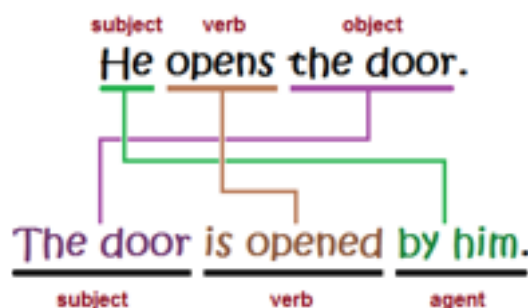 subject verb object
He opens the door.
The door is opened by him.
subject verb agent